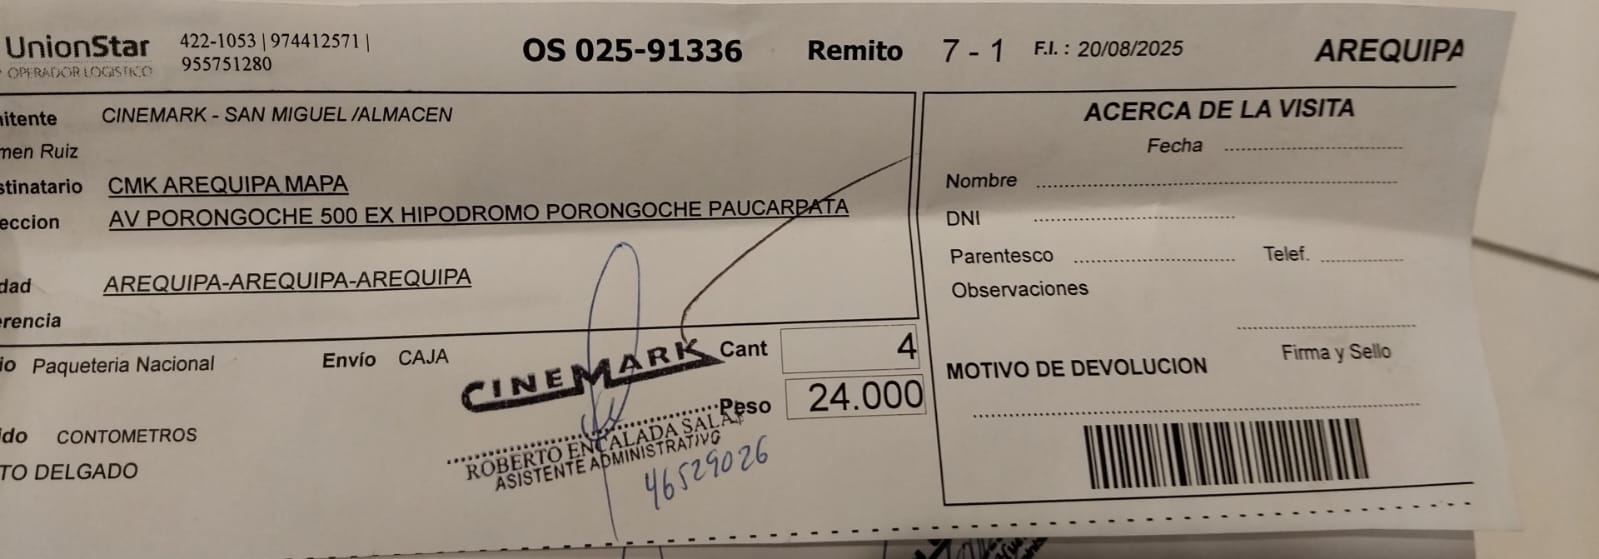 UnionStar 422-1053 | 974412571 | OS 025-91336 Remito 7 - 1 F.I. : 20/08/2025 AREQUIPA
OPERADOR LOGISTICO 955751280
itente CINEMARK - SAN MIGUEL /ALMACEN
men Ruiz
stinatario CMK AREQUIPA MAPA
eccion AV PORONGOCHE 500 EX HIPODROMO PORONGOCHE PAUCARPATA
dad AREQUIPA-AREQUIPA-AREQUIPA
erencia
io Paqueteria Nacional Envío CAJA Cant 4
Peso 24.000
ido CONTOMETROS
TO DELGADO
CINEMARK
ROBERTO ENCALADA SALAS
ASISTENTE ADMINISTRATIVO
46529026
ACERCA DE LA VISITA
Fecha
Nombre
DNI
Parentesco Telef.
Observaciones
Firma y Sello
MOTIVO DE DEVOLUCION